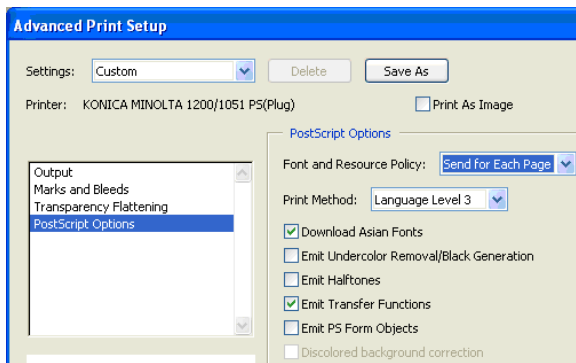 Advanced Print Setup
Settings: Custom Delete Save As
Printer: KONICA MINOLTA 1200/1051 PS(Plug) Print As Image
PostScript Options
Output
Marks and Bleeds
Transparency Flattening
PostScript Options
Font and Resource Policy: Send for Each Page
Print Method: Language Level 3
Download Asian Fonts
Emit Undercolor Removal/Black Generation
Emit Halftones
Emit Transfer Functions
Emit PS Form Objects
Discolored background correction